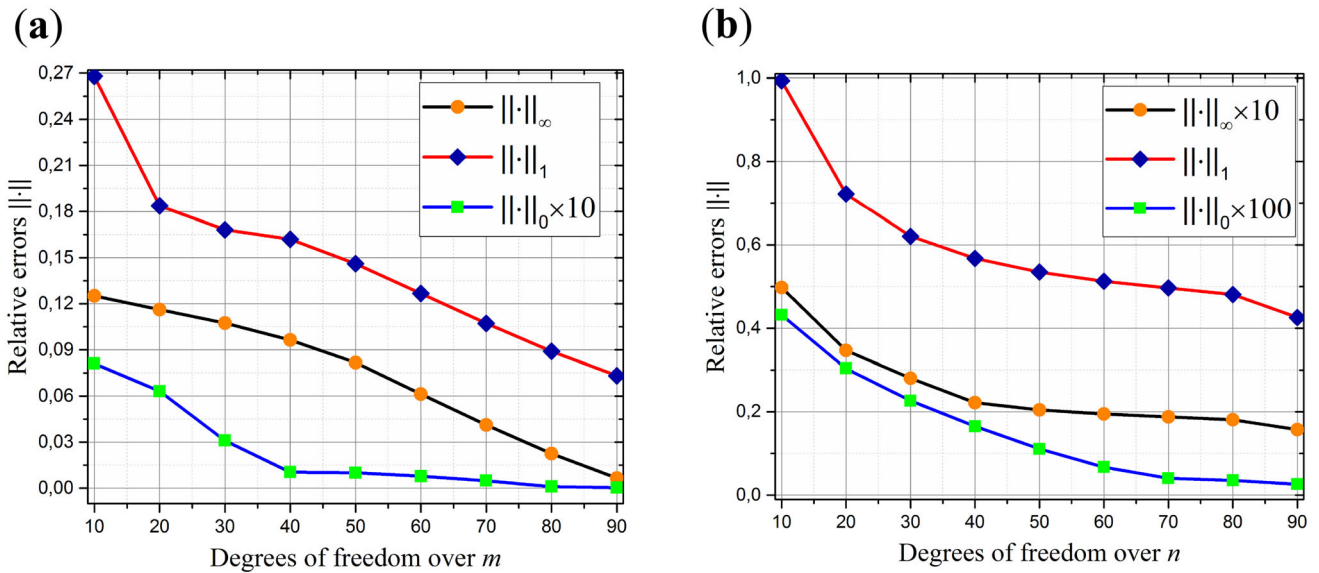 (a)
Relative errors ||·||
0,27
0,24
0,21
0,18
0,15
0,12
0,09
0,06
0,03
0,00
||·||∞
||·||₁
||·||₀×10
10 20 30 40 50 60 70 80 90
Degrees of freedom over m
(b)
Relative errors ||·||
1,0
0,8
0,6
0,4
0,2
0,0
||·||∞×10
||·||₁
||·||₀×100
10 20 30 40 50 60 70 80 90
Degrees of freedom over n